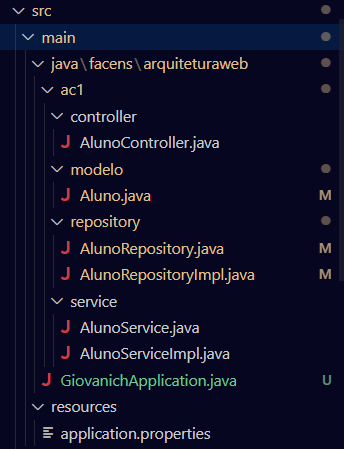 src
main
java\facens\arquiteturaweb
ac1
controller
J AlunoController.java
modelo
J Aluno.java M
repository
J AlunoRepository.java M
J AlunoRepositoryImpl.java M
service
J AlunoService.java
J AlunoServiceImpl.java
J GiovanichApplication.java U
resources
application.properties